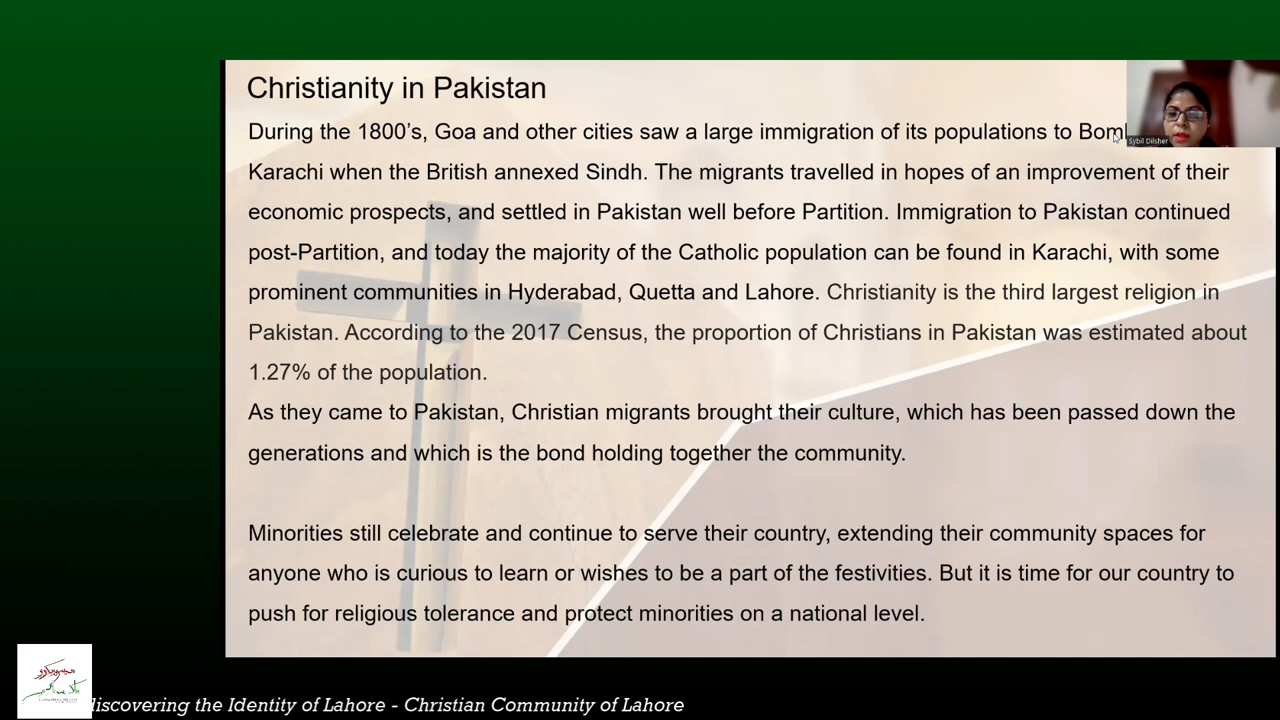 Christianity in Pakistan
During the 1800's, Goa and other cities saw a large immigration of its populations to
Karachi when the British annexed Sindh. The migrants travelled in hopes of an improvement of their
economic prospects, and settled in Pakistan well before Partition. Immigration to Pakistan continued
post-Partition, and today the majority of the Catholic population can be found in Karachi, with some
prominent communities in Hyderabad, Quetta and Lahore. Christianity is the third largest religion in
Pakistan. According to the 2017 Census, the proportion of Christians in Pakistan was estimated about
1.27% of the population.
As they came to Pakistan, Christian migrants brought their culture, which has been passed down the
generations and which is the bond holding together the community.
Minorities still celebrate and continue to serve their country, extending their community spaces for
anyone who is curious to learn or wishes to be a part of the festivities. But it is time for our country to
push for religious tolerance and protect minorities on a national level.
Sybil Dilsher
discovering the Identity of Lahore - Christian Community of Lahore